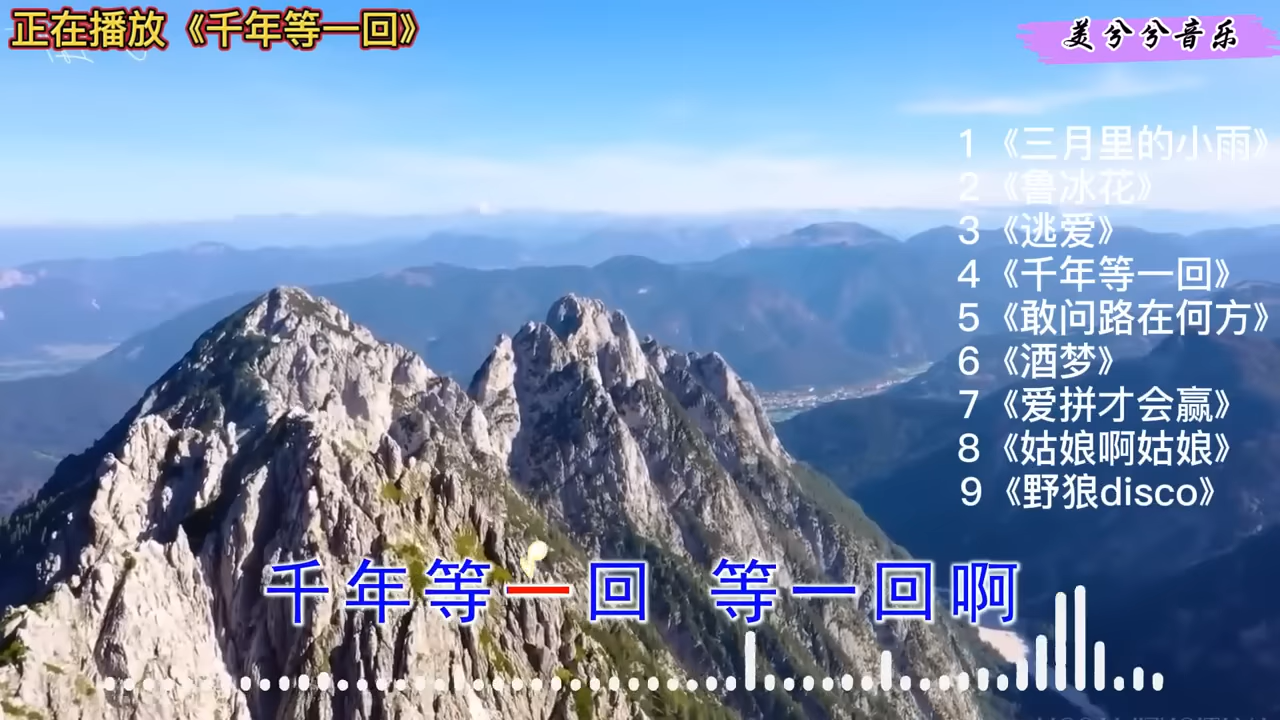 正在播放《千年等一回》
美兮兮音乐
1《三月里的小雨》
2《鲁冰花》
3《逃爱》
4《千年等一回》
5《敢问路在何方》
6《酒梦》
7《爱拼才会赢》
8《姑娘啊姑娘》
9《野狼disco》
千年等一回 等一回啊